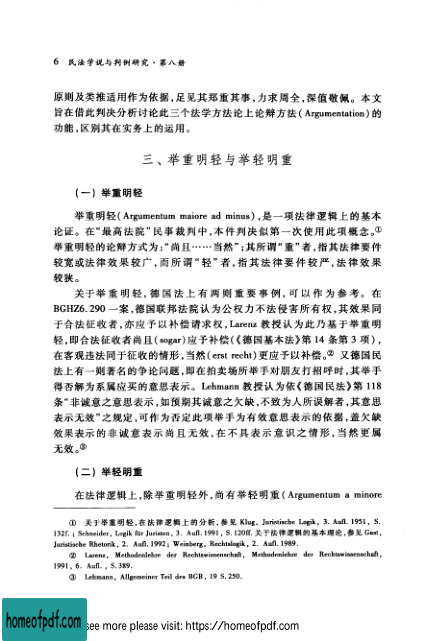 6 民法学说与判例研究·第八册
原则及类推适用作为依据,足见其郑重其事,力求周全,深值敬佩。本文
旨在借此判决分析讨论此三个法学方法论上论辩方法(Argumentation)的
功能,区别其在实务上的运用。
三、举重明轻与举轻明重
(一) 举重明轻
举重明轻(Argumentum maiore ad minus),是一项法律逻辑上的基本
论证。在“最高法院”民事裁判中,本件判决似第一次使用此项概念。①
举重明轻的论辩方式为:“尚且……当然”;其所谓“重”者,指其法律要件
较宽或法律效果较广,而所谓“轻”者,指其法律要件较严,法律效果
较狭。
关于举重明轻,德国法上有两则重要事例,可以作为参考。在
BGHZ6.290一案,德国联邦法院认为公权力不法侵害所有权,其效果同
于合法征收者,亦应予以补偿请求权,Larenz教授认为此乃基于举重明
轻,即合法征收者尚且(sogar)应予补偿(《德国基本法》第14条第3项),
在客观违法同于征收的情形,当然(erst recht)更应予以补偿。② 又德国民
法上有一则著名的争论问题,即在拍卖场所举手对朋友打招呼时,其举手
得否解为系属应买的意思表示。Lehmann教授认为依《德国民法》第118
条“非诚意之意思表示,如预期其诚意之欠缺,不致为人所误解者,其意思
表示无效”之规定,可作为否定此项举手为有效意思表示的依据,盖欠缺
效果表示的非诚意表示尚且无效,在不具表示意识之情形,当然更属
无效。③
(二) 举轻明重
在法律逻辑上,除举重明轻外,尚有举轻明重(Argumentum a minore
① 关于举重明轻,在法律逻辑上的分析,参见 Klug, Juristische Logik, 3. Aufl. 1951, S.
132f.; Schneider, Logik für Juristen, 3. Aufl. 1991, S. 120ff. 关于法律逻辑的基本理论,参见 Gast,
Juristische Rhetorik, 2. Aufl. 1992; Weinberg, Rechtslogik, 2. Aufl. 1989.
② Larenz, Methodenlehre der Rechtswissenschaft, Methodenlehre der Rechtswissenschaft,
1991, 6. Aufl., S. 389.
③ Lehmann, Allgemeiner Teil des BGB, 19 S. 250.
homeofpdf.com
see more please visit: https://homeofpdf.com